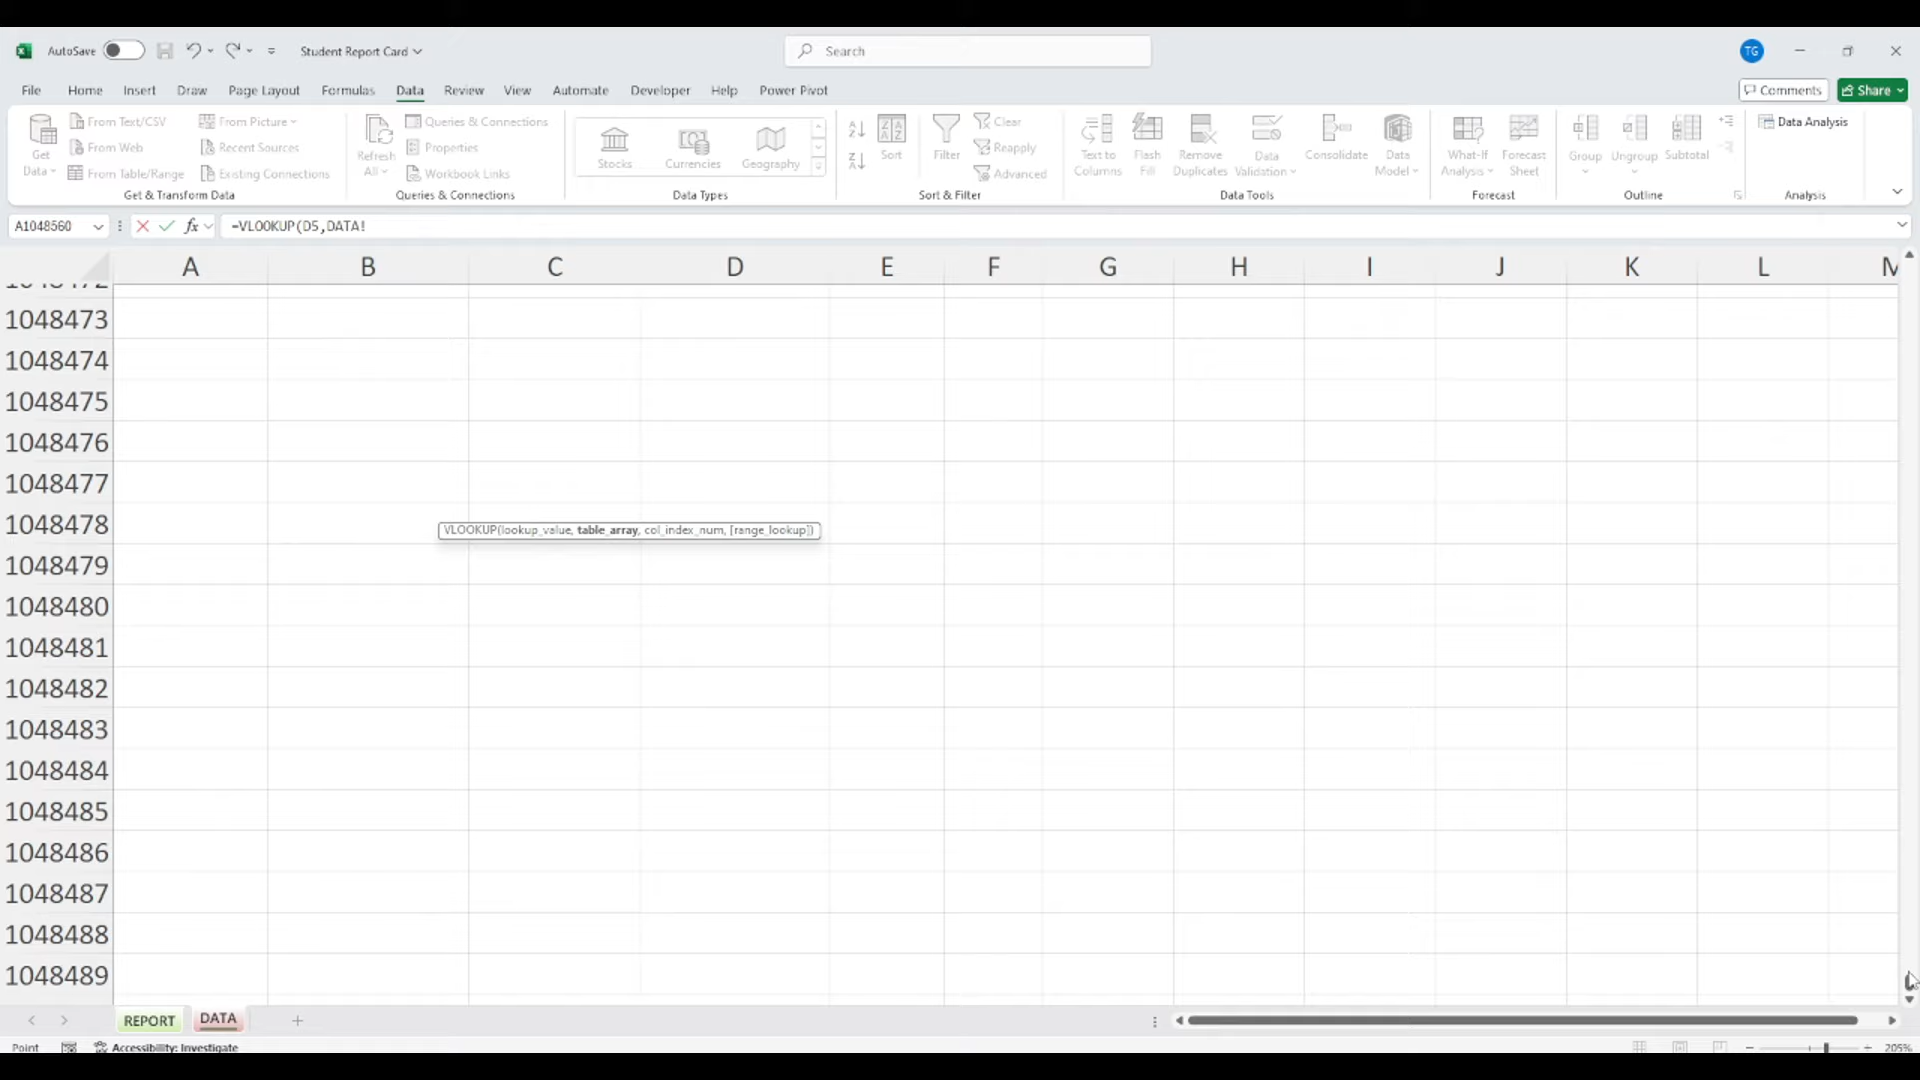 AutoSave
Student Report Card
Search
TG
File Home Insert Draw Page Layout Formulas Data Review View Automate Developer Help Power Pivot
Comments Share
Get Data
From Text/CSV
From Web
From Table/Range
From Picture
Recent Sources
Existing Connections
Get & Transform Data
Refresh All
Queries & Connections
Properties
Workbook Links
Queries & Connections
Stocks Currencies Geography
Data Types
Sort
Filter
Clear
Reapply
Advanced
Sort & Filter
Text to Columns
Flash Fill
Remove Duplicates
Data Validation
Consolidate
Data Model
Data Tools
What-If Analysis
Forecast Sheet
Forecast
Group
Ungroup
Subtotal
Outline
Data Analysis
Analysis
A1048560 fx =VLOOKUP(D5,DATA!
A B C D E F G H I J K L M
1048472
1048473
1048474
1048475
1048476
1048477
1048478
VLOOKUP(lookup_value, table_array, col_index_num, [range_lookup])
1048479
1048480
1048481
1048482
1048483
1048484
1048485
1048486
1048487
1048488
1048489
REPORT DATA
Point Accessibility: Investigate 205%